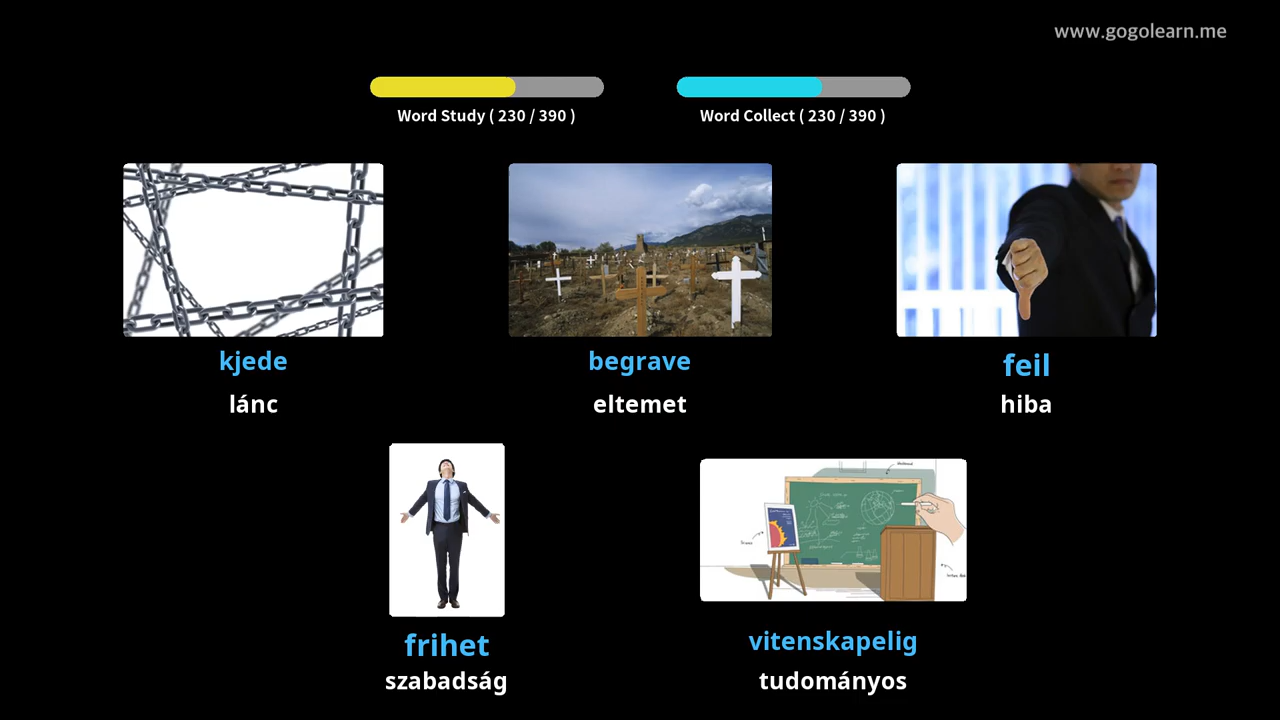 www.gogolearn.me
Word Study ( 230 / 390 )
Word Collect ( 230 / 390 )
kjede
lánc
begrave
eltemet
feil
hiba
frihet
szabadság
vitenskapelig
tudományos